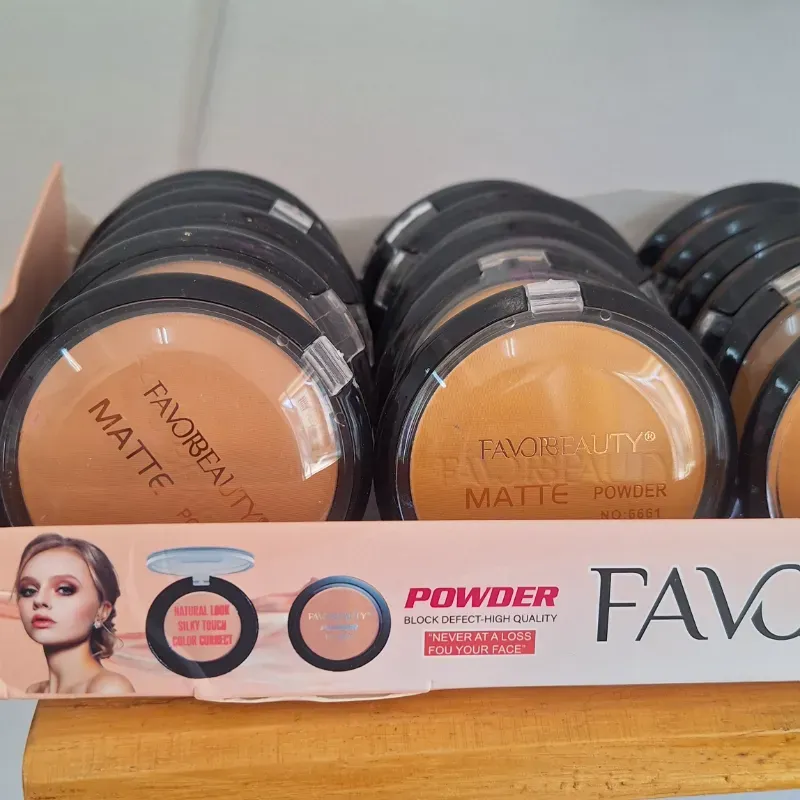 FAVORBEAUTY®
MATTE
FAVORBEAUTY®
FAVORBEAUTY
MATTE POWDER
NO:6661
NATURAL LOOK
SILKY TOUCH
COLOR CORRECT
POWDER
BLOCK DEFECT-HIGH QUALITY
"NEVER AT A LOSS
FOU YOUR FACE"
FAVO